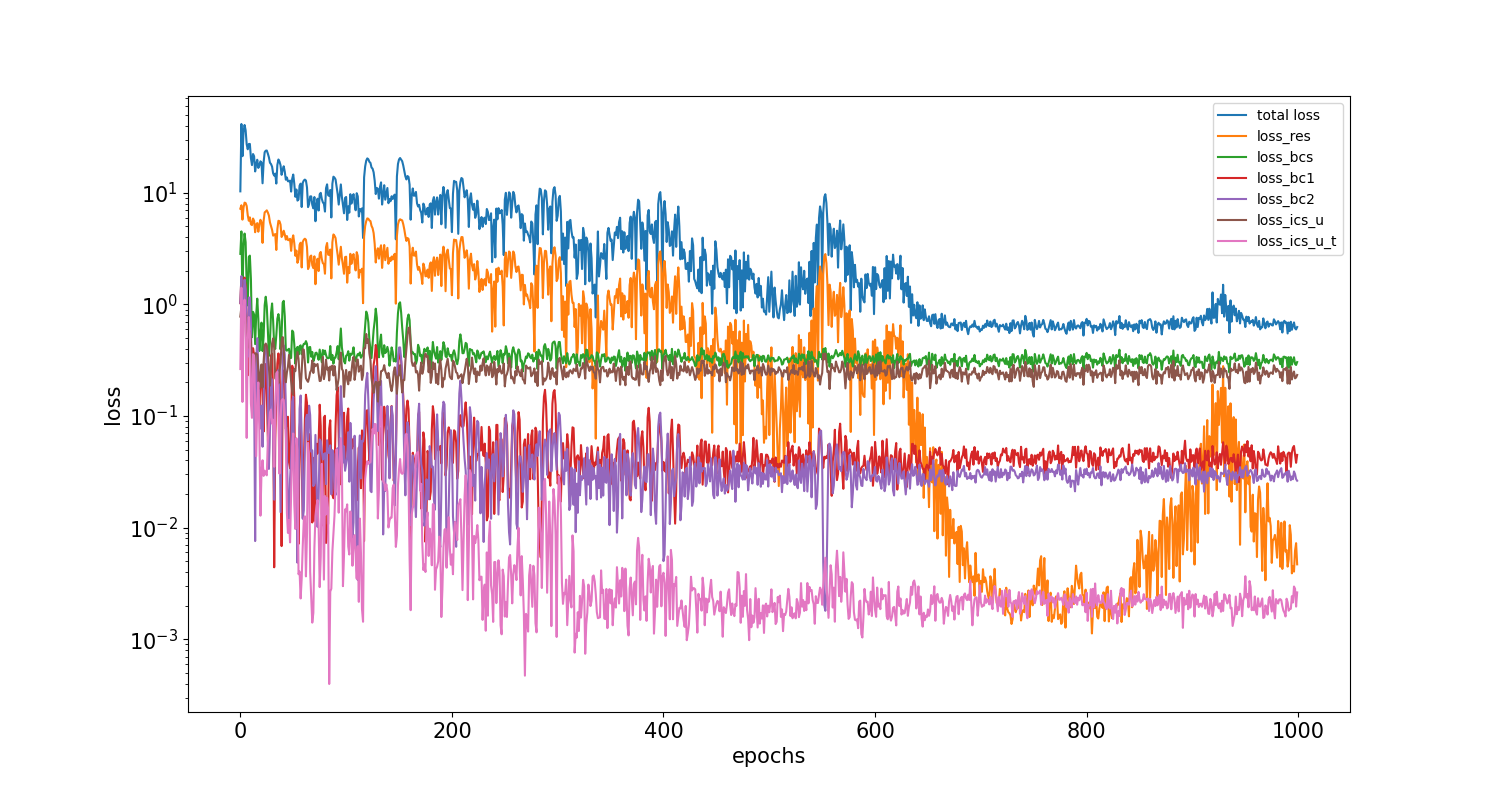 total loss
loss_res
loss_bcs
loss_bc1
loss_bc2
loss_ics_u
loss_ics_u_t
10¹
10⁰
10⁻¹
10⁻²
10⁻³
loss
0 200 400 600 800 1000
epochs